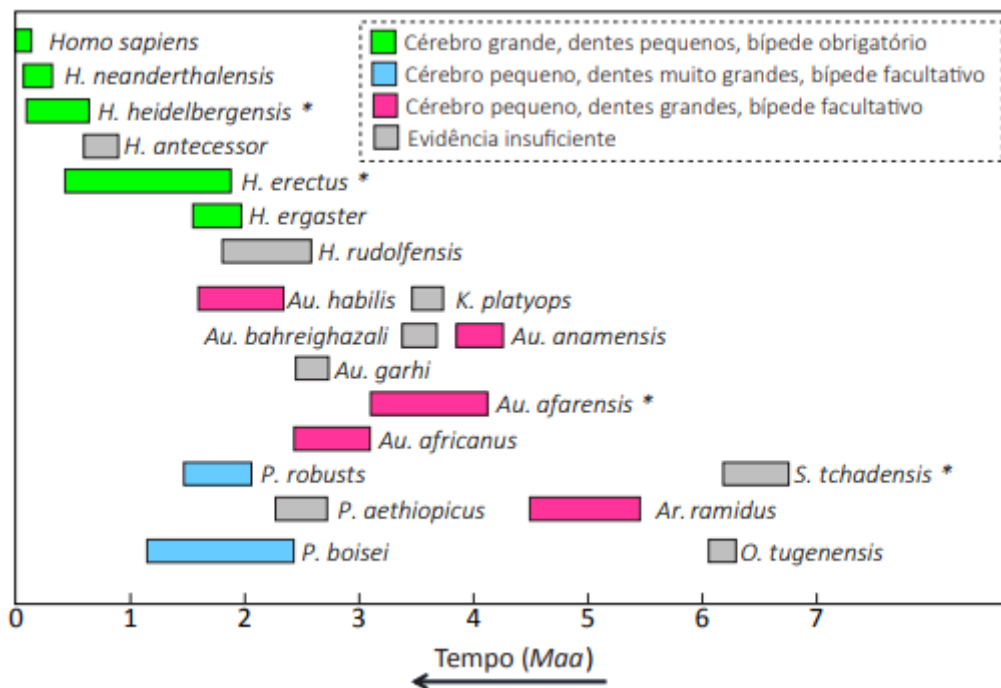 Homo sapiens
Cérebro grande, dentes pequenos, bípede obrigatório
H. neanderthalensis
Cérebro pequeno, dentes muito grandes, bípede facultativo
H. heidelbergensis *
Cérebro pequeno, dentes grandes, bípede facultativo
H. antecessor
Evidência insuficiente
H. erectus *
H. ergaster
H. rudolfensis
Au. habilis
K. platyops
Au. bahreighazali
Au. anamensis
Au. garhi
Au. afarensis *
Au. africanus
P. robusts
S. tchadensis *
P. aethiopicus
Ar. ramidus
P. boisei
O. tugenensis
0 1 2 3 4 5 6 7
Tempo (Maa)